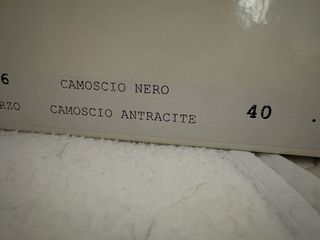 6 CAMOSCIO NERO
RZO CAMOSCIO ANTRACITE 40 .